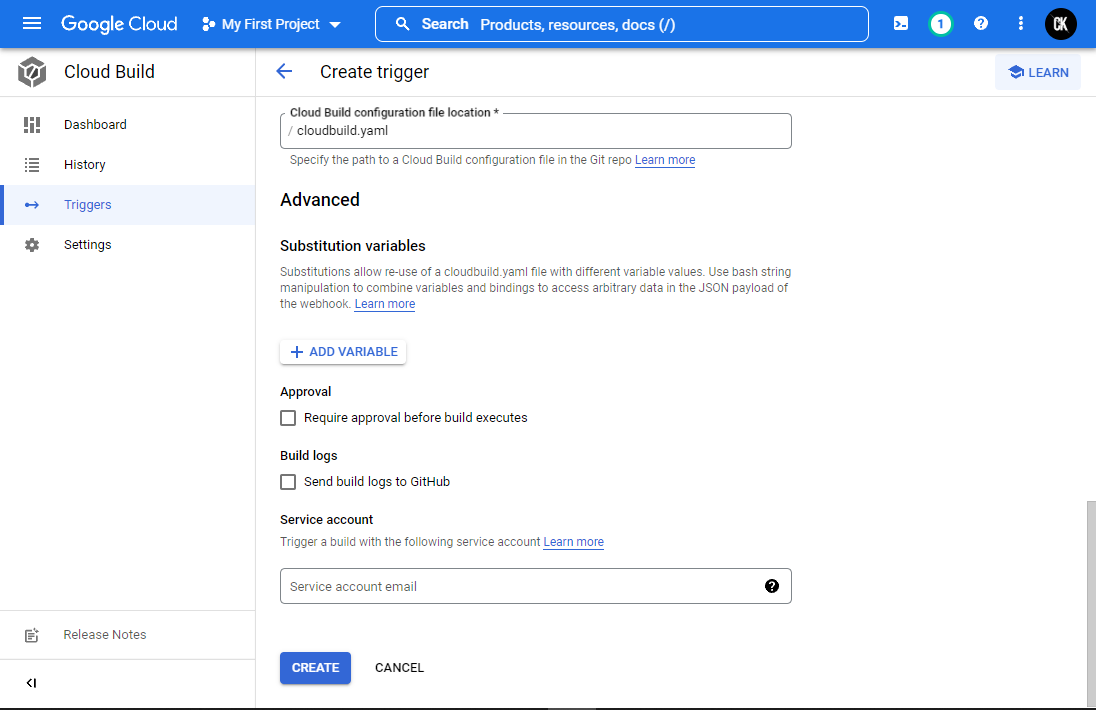 Google Cloud
My First Project
Search Products, resources, docs (/)
1
CK
Cloud Build
Create trigger
LEARN
Dashboard
History
Triggers
Settings
Release Notes
Cloud Build configuration file location *
/ cloudbuild.yaml
Specify the path to a Cloud Build configuration file in the Git repo Learn more
Advanced
Substitution variables
Substitutions allow re-use of a cloudbuild.yaml file with different variable values. Use bash string
manipulation to combine variables and bindings to access arbitrary data in the JSON payload of
the webhook. Learn more
ADD VARIABLE
Approval
Require approval before build executes
Build logs
Send build logs to GitHub
Service account
Trigger a build with the following service account Learn more
Service account email
CREATE
CANCEL